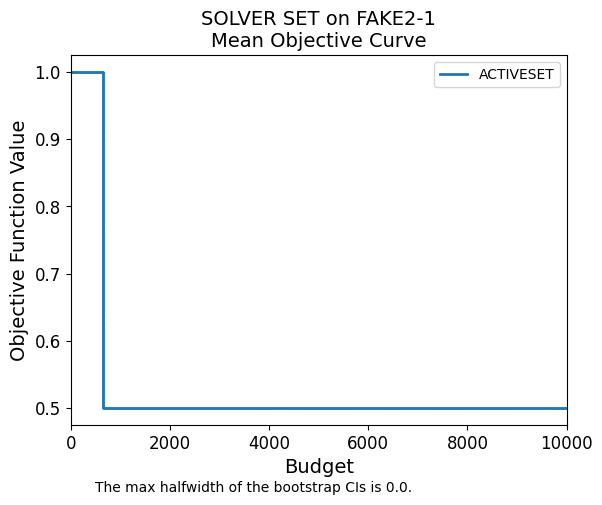 SOLVER SET on FAKE2-1
Mean Objective Curve
ACTIVESET
Objective Function Value
1.0
0.9
0.8
0.7
0.6
0.5
0 2000 4000 6000 8000 10000
Budget
The max halfwidth of the bootstrap CIs is 0.0.